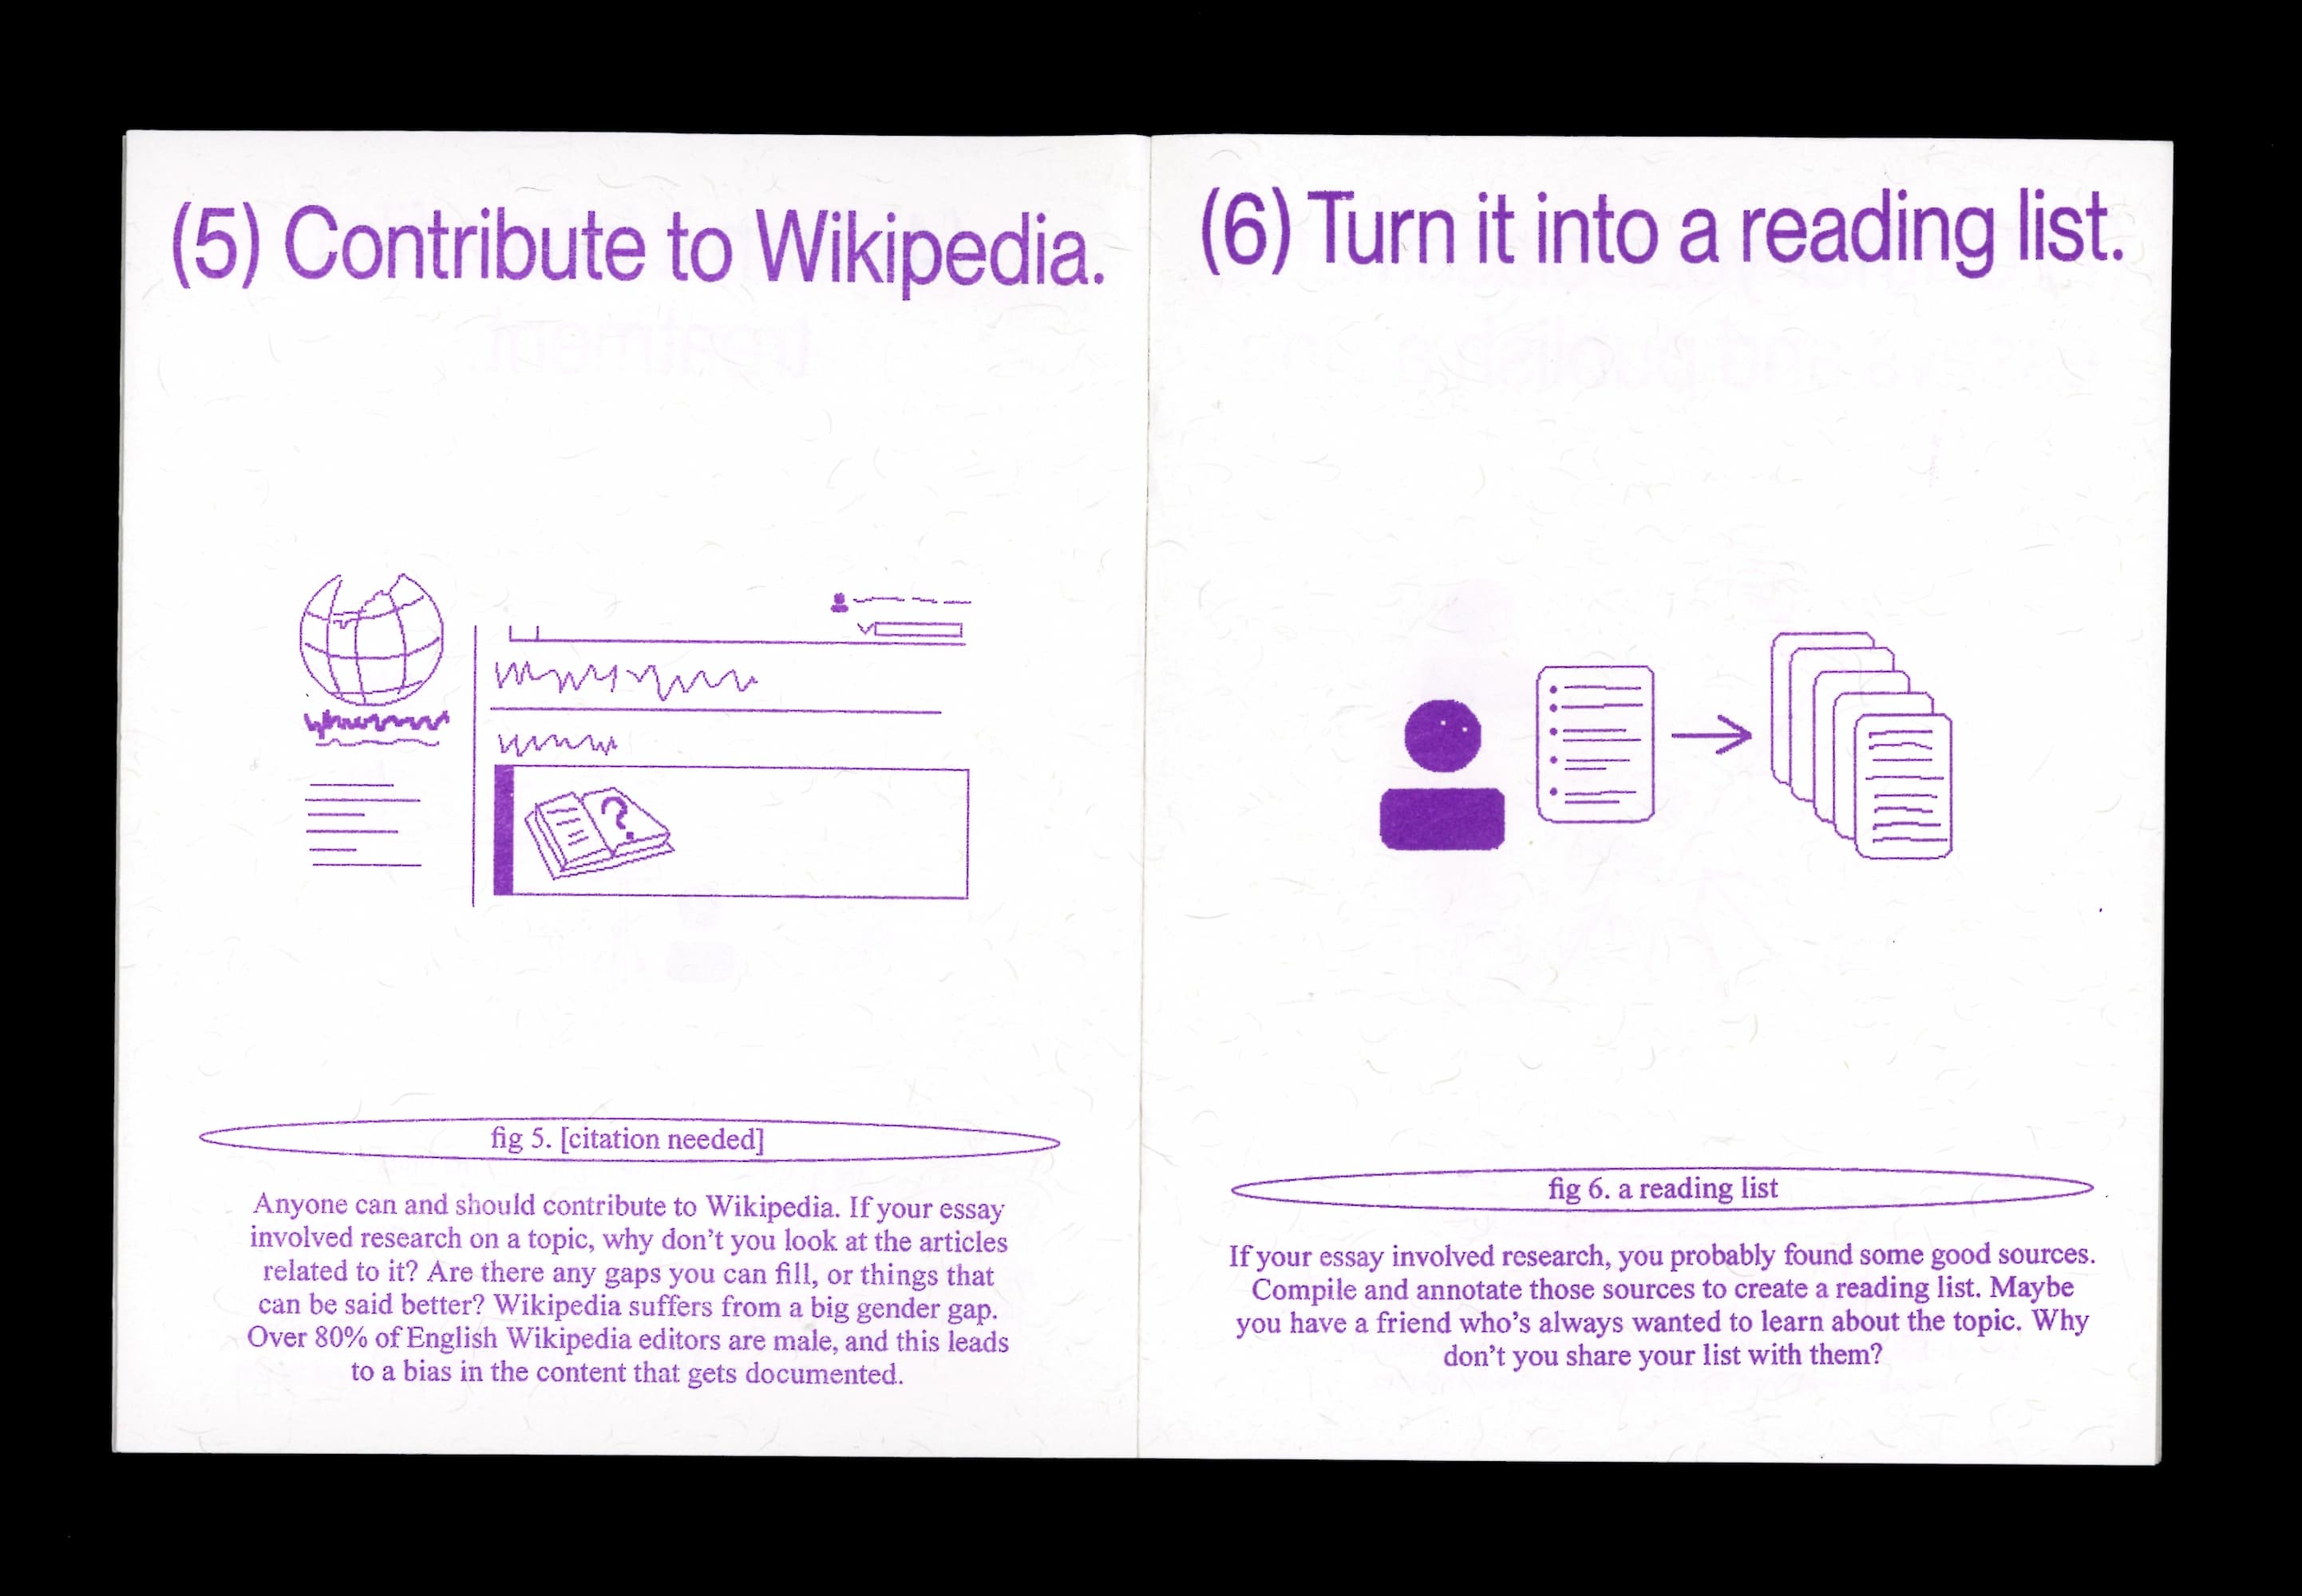 (5) Contribute to Wikipedia.
fig 5. [citation needed]
Anyone can and should contribute to Wikipedia. If your essay
involved research on a topic, why don’t you look at the articles
related to it? Are there any gaps you can fill, or things that
can be said better? Wikipedia suffers from a big gender gap.
Over 80% of English Wikipedia editors are male, and this leads
to a bias in the content that gets documented.
(6) Turn it into a reading list.
fig 6. a reading list
If your essay involved research, you probably found some good sources.
Compile and annotate those sources to create a reading list. Maybe
you have a friend who’s always wanted to learn about the topic. Why
don’t you share your list with them?